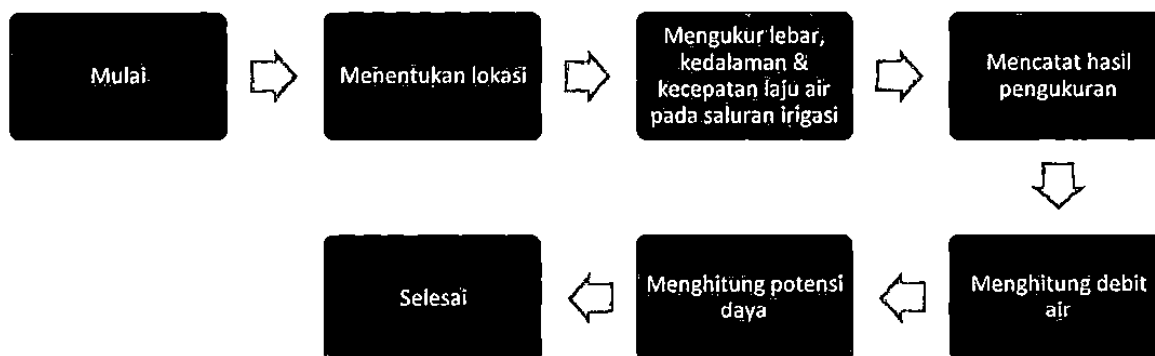 Mulai
Menentukan lokasi
Mengukur lebar,
kedalaman &
kecepatan laju air
pada saluran irigasi
Mencatat hasil
pengukuran
Menghitung debit
air
Menghitung potensi
daya
Selesai